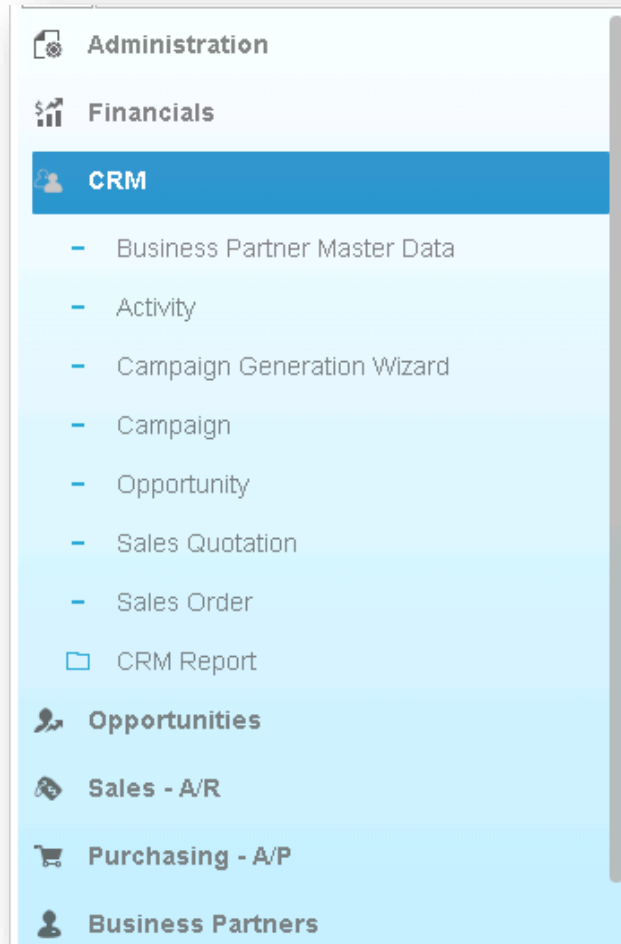 Administration
Financials
CRM
Business Partner Master Data
Activity
Campaign Generation Wizard
Campaign
Opportunity
Sales Quotation
Sales Order
CRM Report
Opportunities
Sales - A/R
Purchasing - A/P
Business Partners